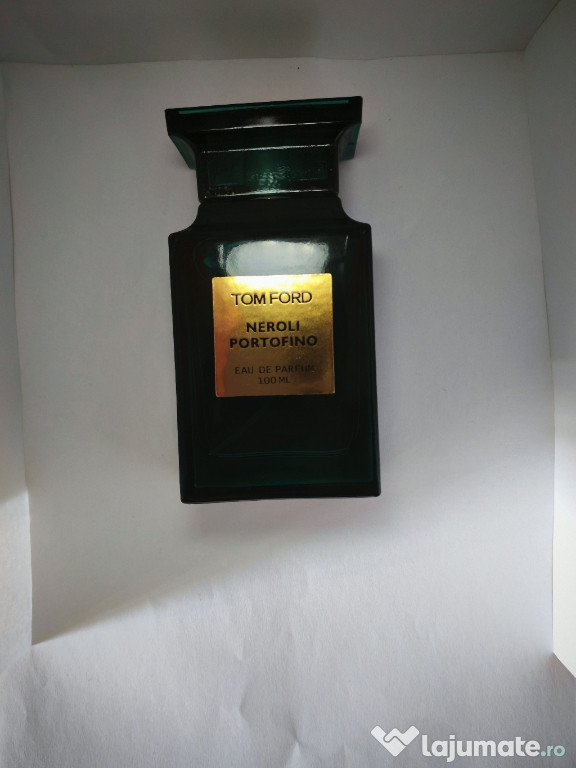 TOM FORD
NEROLI
PORTOFINO
EAU DE PARFUM
100 ML
lajumate.ro